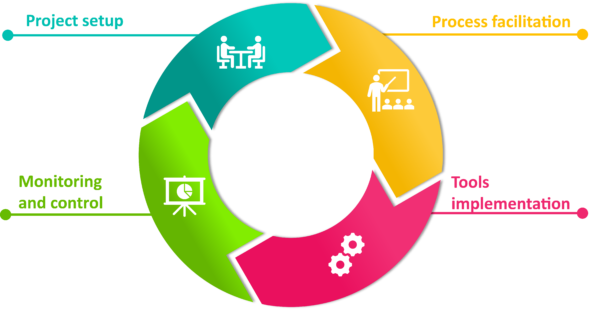 Project setup
Process facilitation
Monitoring
and control
Tools
implementation